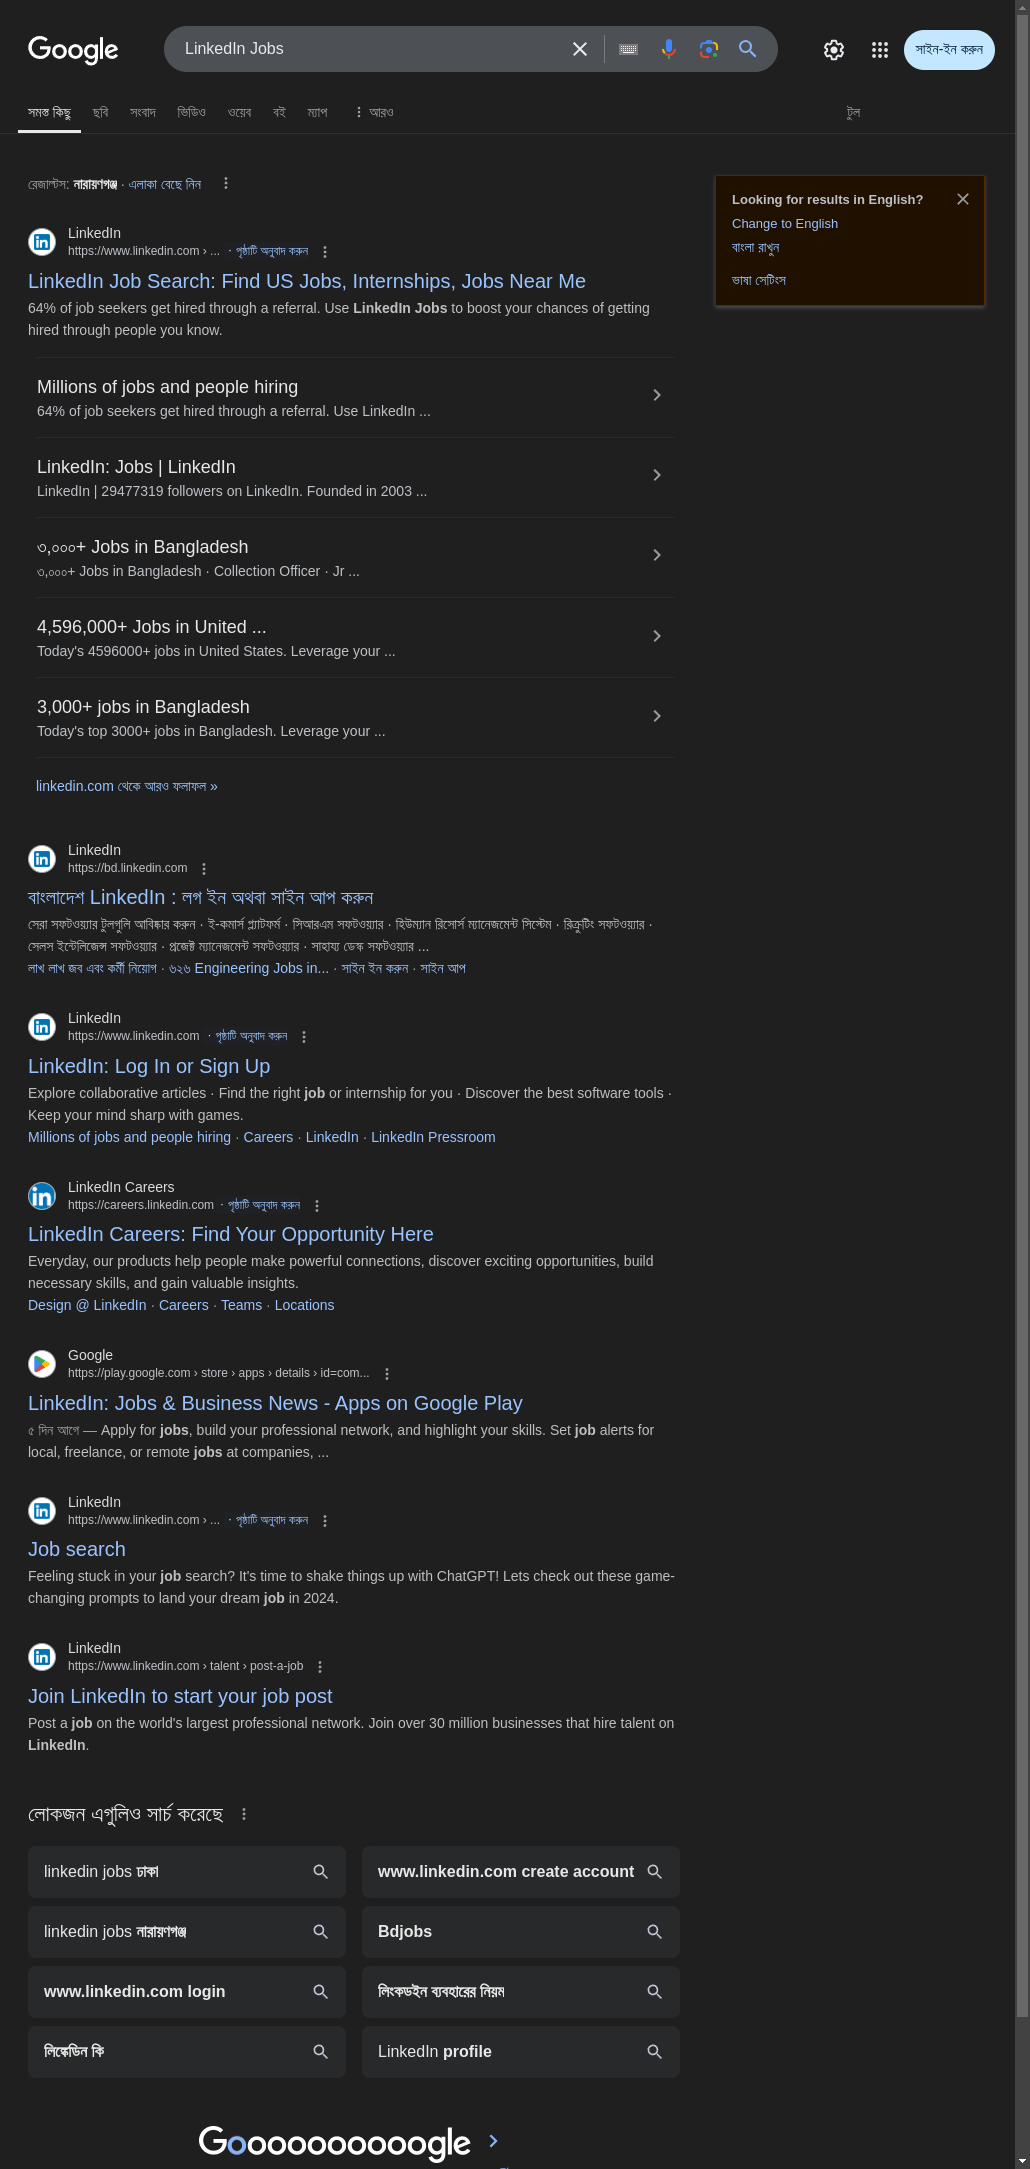 Google
LinkedIn Jobs
সাইন-ইন করুন
সমস্ত কিছু ছবি সংবাদ ভিডিও ওয়েব বই ম্যাপ আরও টুল
রেজাল্টস: নারায়ণগঞ্জ · এলাকা বেছে নিন
Looking for results in English?
Change to English
বাংলা রাখুন
ভাষা সেটিংস
LinkedIn
https://www.linkedin.com › ... · পৃষ্ঠাটি অনুবাদ করুন
LinkedIn Job Search: Find US Jobs, Internships, Jobs Near Me
64% of job seekers get hired through a referral. Use LinkedIn Jobs to boost your chances of getting
hired through people you know.
Millions of jobs and people hiring
64% of job seekers get hired through a referral. Use LinkedIn ...
LinkedIn: Jobs | LinkedIn
LinkedIn | 29477319 followers on LinkedIn. Founded in 2003 ...
৩,০০০+ Jobs in Bangladesh
৩,০০০+ Jobs in Bangladesh · Collection Officer · Jr ...
4,596,000+ Jobs in United ...
Today's 4596000+ jobs in United States. Leverage your ...
3,000+ jobs in Bangladesh
Today's top 3000+ jobs in Bangladesh. Leverage your ...
linkedin.com থেকে আরও ফলাফল »
LinkedIn
https://bd.linkedin.com
বাংলাদেশ LinkedIn : লগ ইন অথবা সাইন আপ করুন
সেরা সফটওয়্যার টুলগুলি আবিষ্কার করুন · ই-কমার্স প্ল্যাটফর্ম · সিআরএম সফটওয়্যার · হিউম্যান রিসোর্স ম্যানেজমেন্ট সিস্টেম · রিক্রুটিং সফটওয়্যার ·
সেলস ইন্টেলিজেন্স সফটওয়্যার · প্রজেক্ট ম্যানেজমেন্ট সফটওয়্যার · সাহায্য ডেস্ক সফটওয়্যার ...
লাখ লাখ জব এবং কর্মী নিয়োগ · ৬২৬ Engineering Jobs in... · সাইন ইন করুন · সাইন আপ
LinkedIn
https://www.linkedin.com · পৃষ্ঠাটি অনুবাদ করুন
LinkedIn: Log In or Sign Up
Explore collaborative articles · Find the right job or internship for you · Discover the best software tools ·
Keep your mind sharp with games.
Millions of jobs and people hiring · Careers · LinkedIn · LinkedIn Pressroom
LinkedIn Careers
https://careers.linkedin.com · পৃষ্ঠাটি অনুবাদ করুন
LinkedIn Careers: Find Your Opportunity Here
Everyday, our products help people make powerful connections, discover exciting opportunities, build
necessary skills, and gain valuable insights.
Design @ LinkedIn · Careers · Teams · Locations
Google
https://play.google.com › store › apps › details › id=com...
LinkedIn: Jobs & Business News - Apps on Google Play
৫ দিন আগে — Apply for jobs, build your professional network, and highlight your skills. Set job alerts for
local, freelance, or remote jobs at companies, ...
LinkedIn
https://www.linkedin.com › ... · পৃষ্ঠাটি অনুবাদ করুন
Job search
Feeling stuck in your job search? It's time to shake things up with ChatGPT! Lets check out these game-
changing prompts to land your dream job in 2024.
LinkedIn
https://www.linkedin.com › talent › post-a-job
Join LinkedIn to start your job post
Post a job on the world's largest professional network. Join over 30 million businesses that hire talent on
LinkedIn.
লোকজন এগুলিও সার্চ করেছে
linkedin jobs ঢাকা
www.linkedin.com create account
linkedin jobs নারায়ণগঞ্জ
Bdjobs
www.linkedin.com login
লিংকডইন ব্যবহারের নিয়ম
লিঙ্কেডিন কি
LinkedIn profile
Goooooooooogle